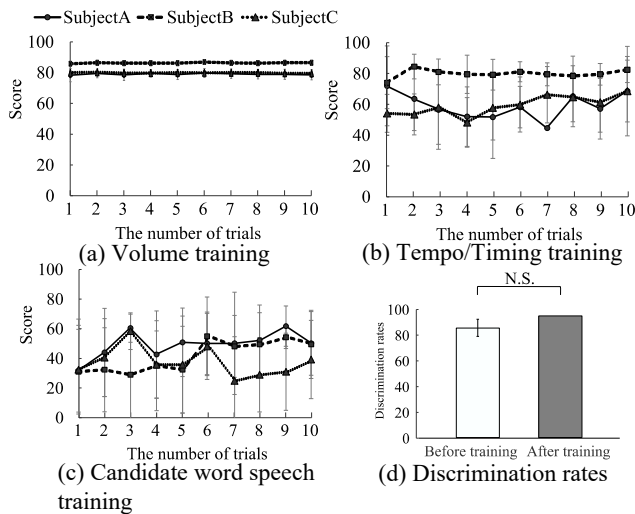 SubjectA SubjectB SubjectC
100
80
60
40
20
0
Score
1 2 3 4 5 6 7 8 9 10
The number of trials
(a) Volume training
100
80
60
40
20
0
Score
1 2 3 4 5 6 7 8 9 10
The number of trials
(b) Tempo/Timing training
100
80
60
40
20
0
Score
1 2 3 4 5 6 7 8 9 10
The number of trials
(c) Candidate word speech
training
N.S.
100
80
60
40
20
0
Discrimination rates
Before training After training
(d) Discrimination rates